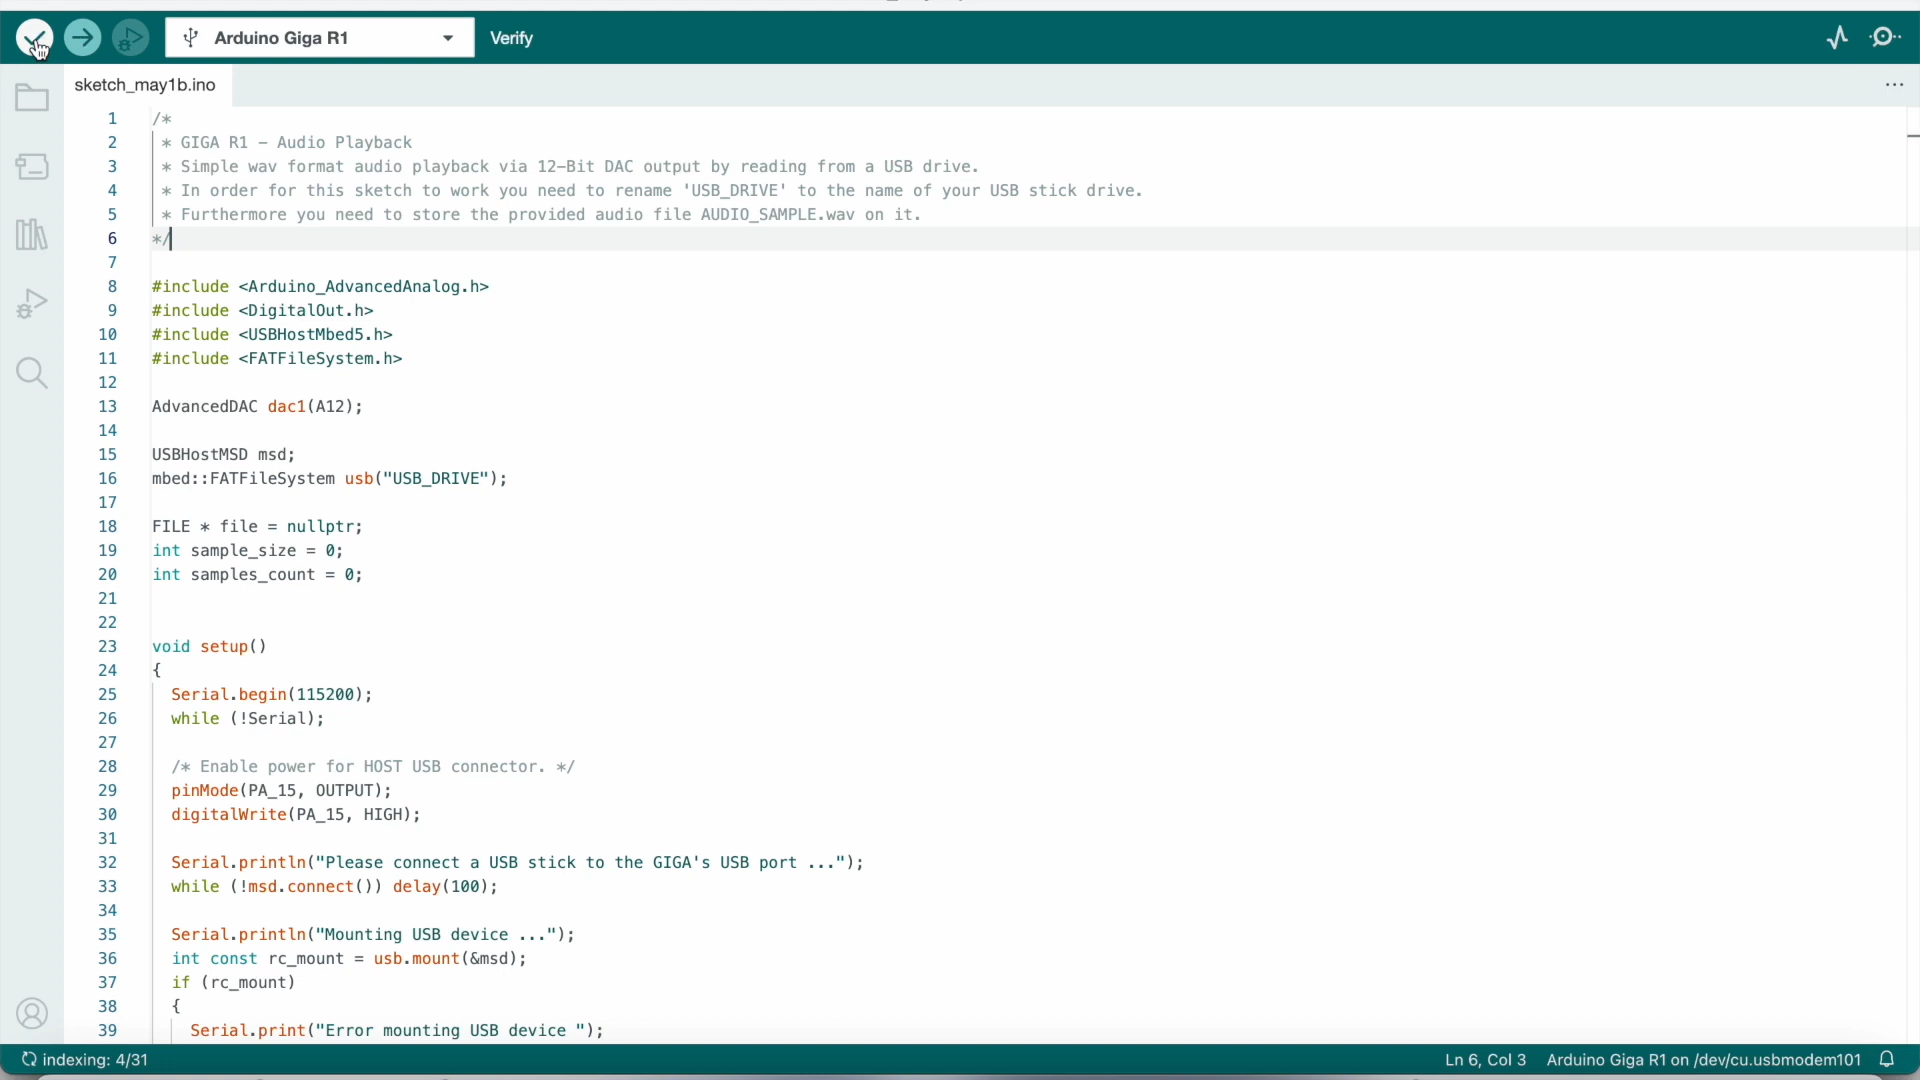 Arduino Giga R1
Verify
sketch_may1b.ino
...
1 /*
2 * GIGA R1 – Audio Playback
3 * Simple wav format audio playback via 12–Bit DAC output by reading from a USB drive.
4 * In order for this sketch to work you need to rename 'USB_DRIVE' to the name of your USB stick drive.
5 * Furthermore you need to store the provided audio file AUDIO_SAMPLE.wav on it.
6 */
7
8 #include <Arduino_AdvancedAnalog.h>
9 #include <DigitalOut.h>
10 #include <USBHostMbed5.h>
11 #include <FATFileSystem.h>
12
13 AdvancedDAC dac1(A12);
14
15 USBHostMSD msd;
16 mbed::FATFileSystem usb("USB_DRIVE");
17
18 FILE * file = nullptr;
19 int sample_size = 0;
20 int samples_count = 0;
21
22
23 void setup()
24 {
25 Serial.begin(115200);
26 while (!Serial);
27
28 /* Enable power for HOST USB connector. */
29 pinMode(PA_15, OUTPUT);
30 digitalWrite(PA_15, HIGH);
31
32 Serial.println("Please connect a USB stick to the GIGA's USB port ...");
33 while (!msd.connect()) delay(100);
34
35 Serial.println("Mounting USB device ...");
36 int const rc_mount = usb.mount(&msd);
37 if (rc_mount)
38 {
39 Serial.print("Error mounting USB device ");
indexing: 4/31
Ln 6, Col 3 Arduino Giga R1 on /dev/cu.usbmodem101